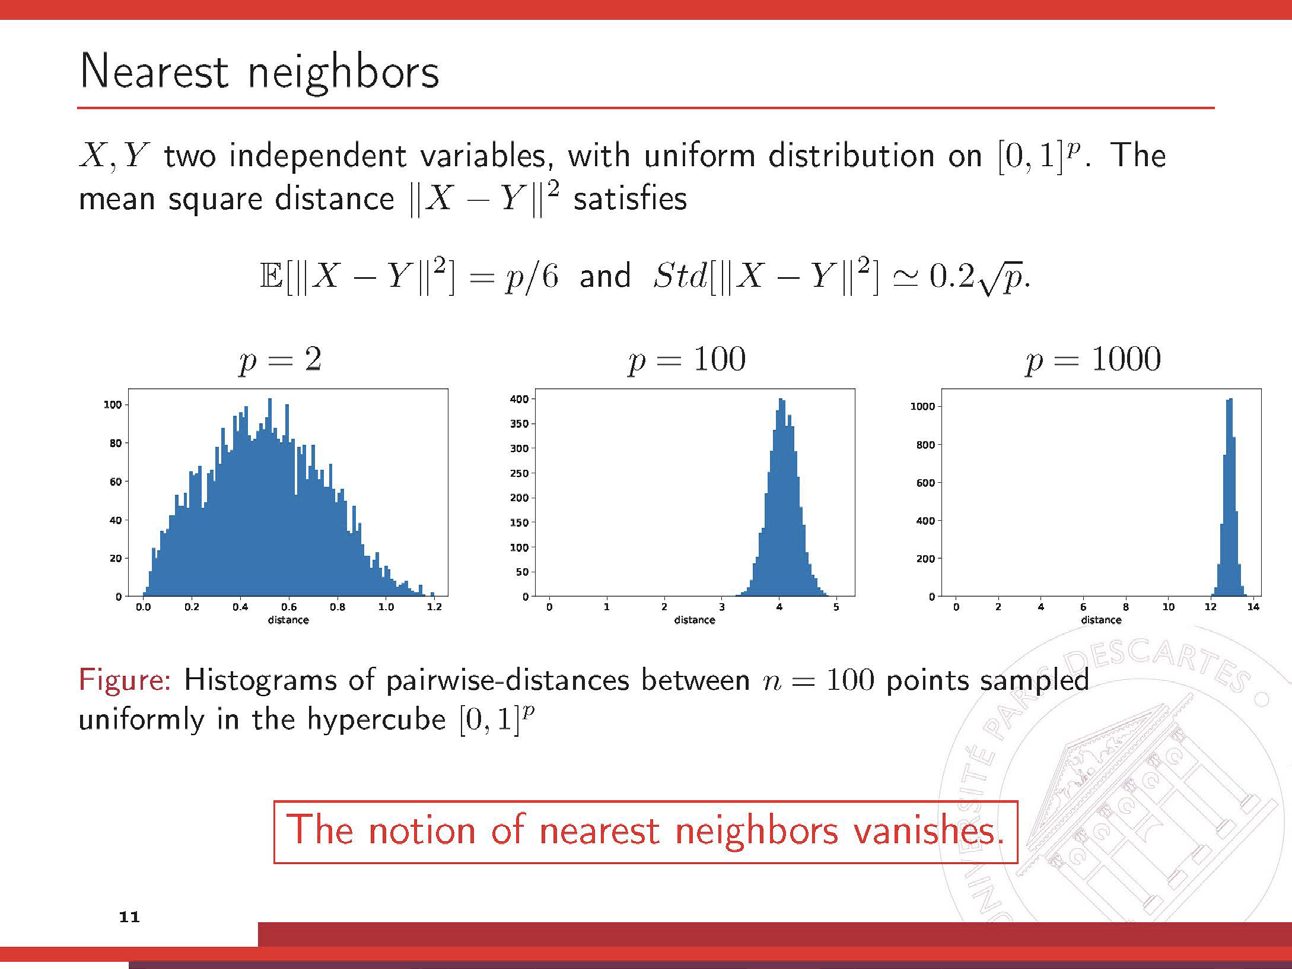 Nearest neighbors
X, Y two independent variables, with uniform distribution on [0, 1]^p. The
mean square distance ‖X − Y‖² satisfies
𝔼[‖X − Y‖²] = p/6 and Std[‖X − Y‖²] ≃ 0.2√p.
p = 2
100
80
60
40
20
0
0.0 0.2 0.4 0.6 0.8 1.0 1.2
distance
p = 100
400
350
300
250
200
150
100
50
0
0 1 2 3 4 5
distance
p = 1000
1000
800
600
400
200
0
0 2 4 6 8 10 12 14
distance
Figure: Histograms of pairwise-distances between n = 100 points sampled
uniformly in the hypercube [0, 1]^p
UNIVERSITÉ PARIS DESCARTES
The notion of nearest neighbors vanishes.
11